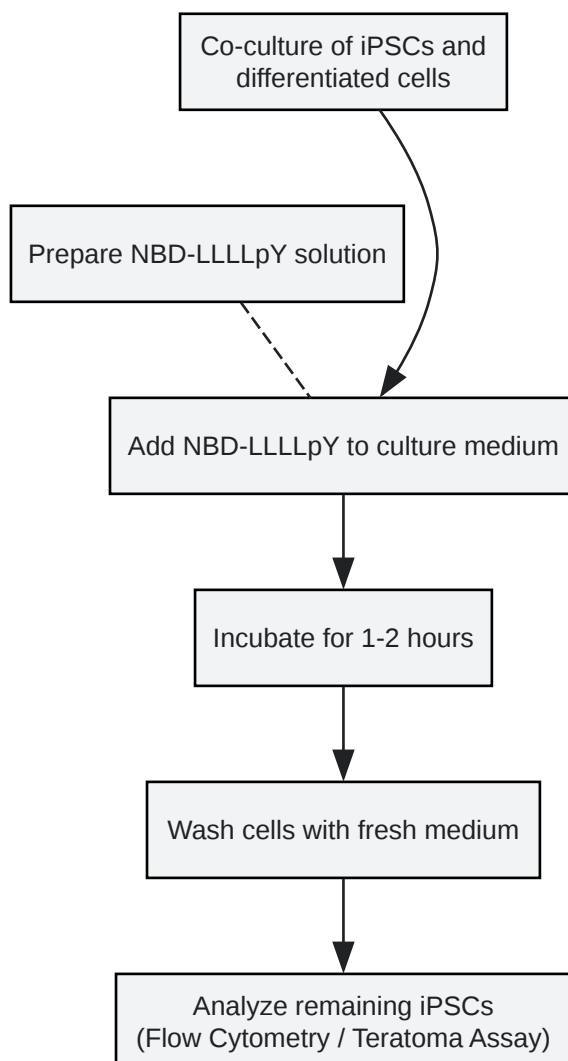 Co-culture of iPSCs and
differentiated cells
Prepare NBD-LLLLpY solution
Add NBD-LLLLpY to culture medium
Incubate for 1-2 hours
Wash cells with fresh medium
Analyze remaining iPSCs
(Flow Cytometry / Teratoma Assay)